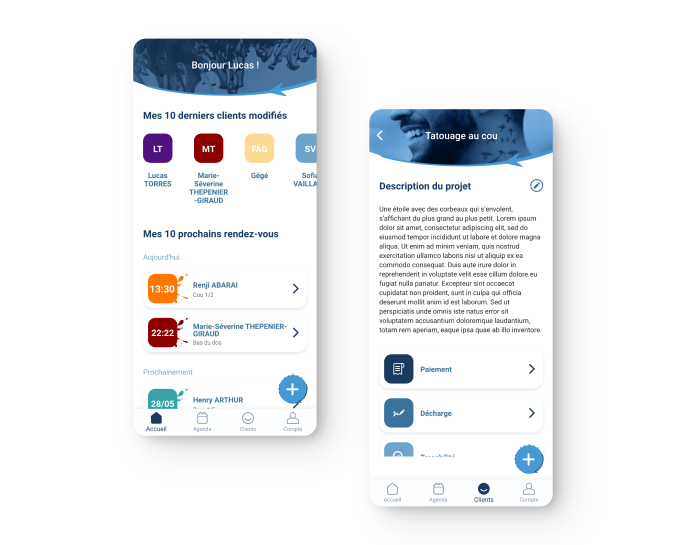 Bonjour Lucas !
Mes 10 derniers clients modifiés
LT
MT
FAG
SV
Lucas
TORRES
Marie-
Séverine
THEPENIER
-GIRAUD
Gégé
Sofia
VAILLA
Mes 10 prochains rendez-vous
Aujourd'hui
13:30
Renji ABARAI
Cou 1/2
22:22
Marie-Séverine THEPENIER-
GIRAUD
Bas du dos
Prochainement
28/05
Henry ARTHUR
Accueil
Agenda
Clients
Compte
Tatouage au cou
Description du projet
Une étoile avec des corbeaux qui s'envolent,
s'affichant du plus grand au plus petit. Lorem ipsum
dolor sit amet, consectetur adipiscing elit, sed do
eiusmod tempor incididunt ut labore et dolore magna
aliqua. Ut enim ad minim veniam, quis nostrud
exercitation ullamco laboris nisi ut aliquip ex ea
commodo consequat. Duis aute irure dolor in
reprehenderit in voluptate velit esse cillum dolore eu
fugiat nulla pariatur. Excepteur sint occaecat
cupidatat non proident, sunt in culpa qui officia
deserunt mollit anim id est laborum. Sed ut
perspiciatis unde omnis iste natus error sit
voluptatem accusantium doloremque laudantium,
totam rem aperiam, eaque ipsa quae ab illo inventore.
Paiement
Décharge
Accueil
Agenda
Clients
Compte